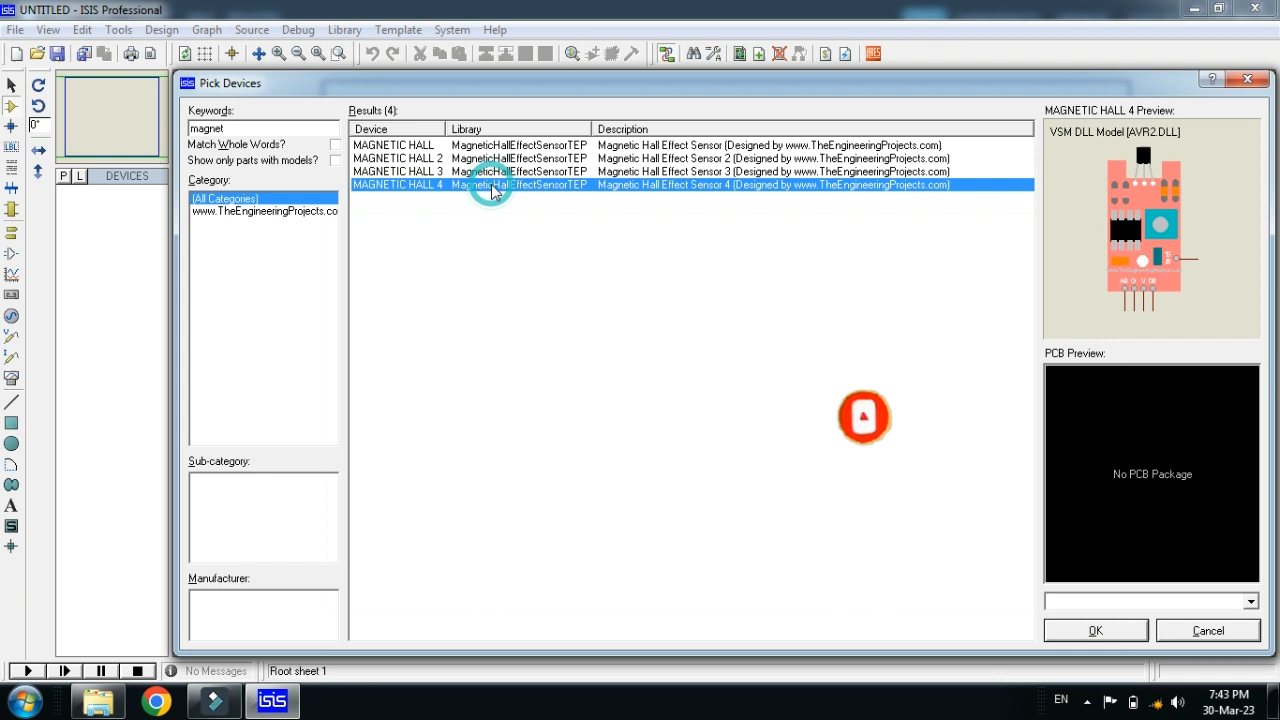 UNTITLED - ISIS Professional
File View Edit Tools Design Graph Source Debug Library Template System Help
ARES
Pick Devices
Keywords:
magnet
Match Whole Words?
Show only parts with models?
Category:
(All Categories)
www.TheEngineeringProjects.co
Sub-category:
Manufacturer:
Results (4):
Device Library Description
MAGNETIC HALL MagneticHallEffectSensorTEP Magnetic Hall Effect Sensor (Designed by www.TheEngineeringProjects.com)
MAGNETIC HALL 2 MagneticHallEffectSensorTEP Magnetic Hall Effect Sensor 2 (Designed by www.TheEngineeringProjects.com)
MAGNETIC HALL 3 MagneticHallEffectSensorTEP Magnetic Hall Effect Sensor 3 (Designed by www.TheEngineeringProjects.com)
MAGNETIC HALL 4 MagneticHallEffectSensorTEP Magnetic Hall Effect Sensor 4 (Designed by www.TheEngineeringProjects.com)
MAGNETIC HALL 4 Preview:
VSM DLL Model [AVR2.DLL]
PCB Preview:
No PCB Package
OK
Cancel
0°
P L DEVICES
LBL
A
S
No Messages
Root sheet 1
isis
EN
7:43 PM
30-Mar-23